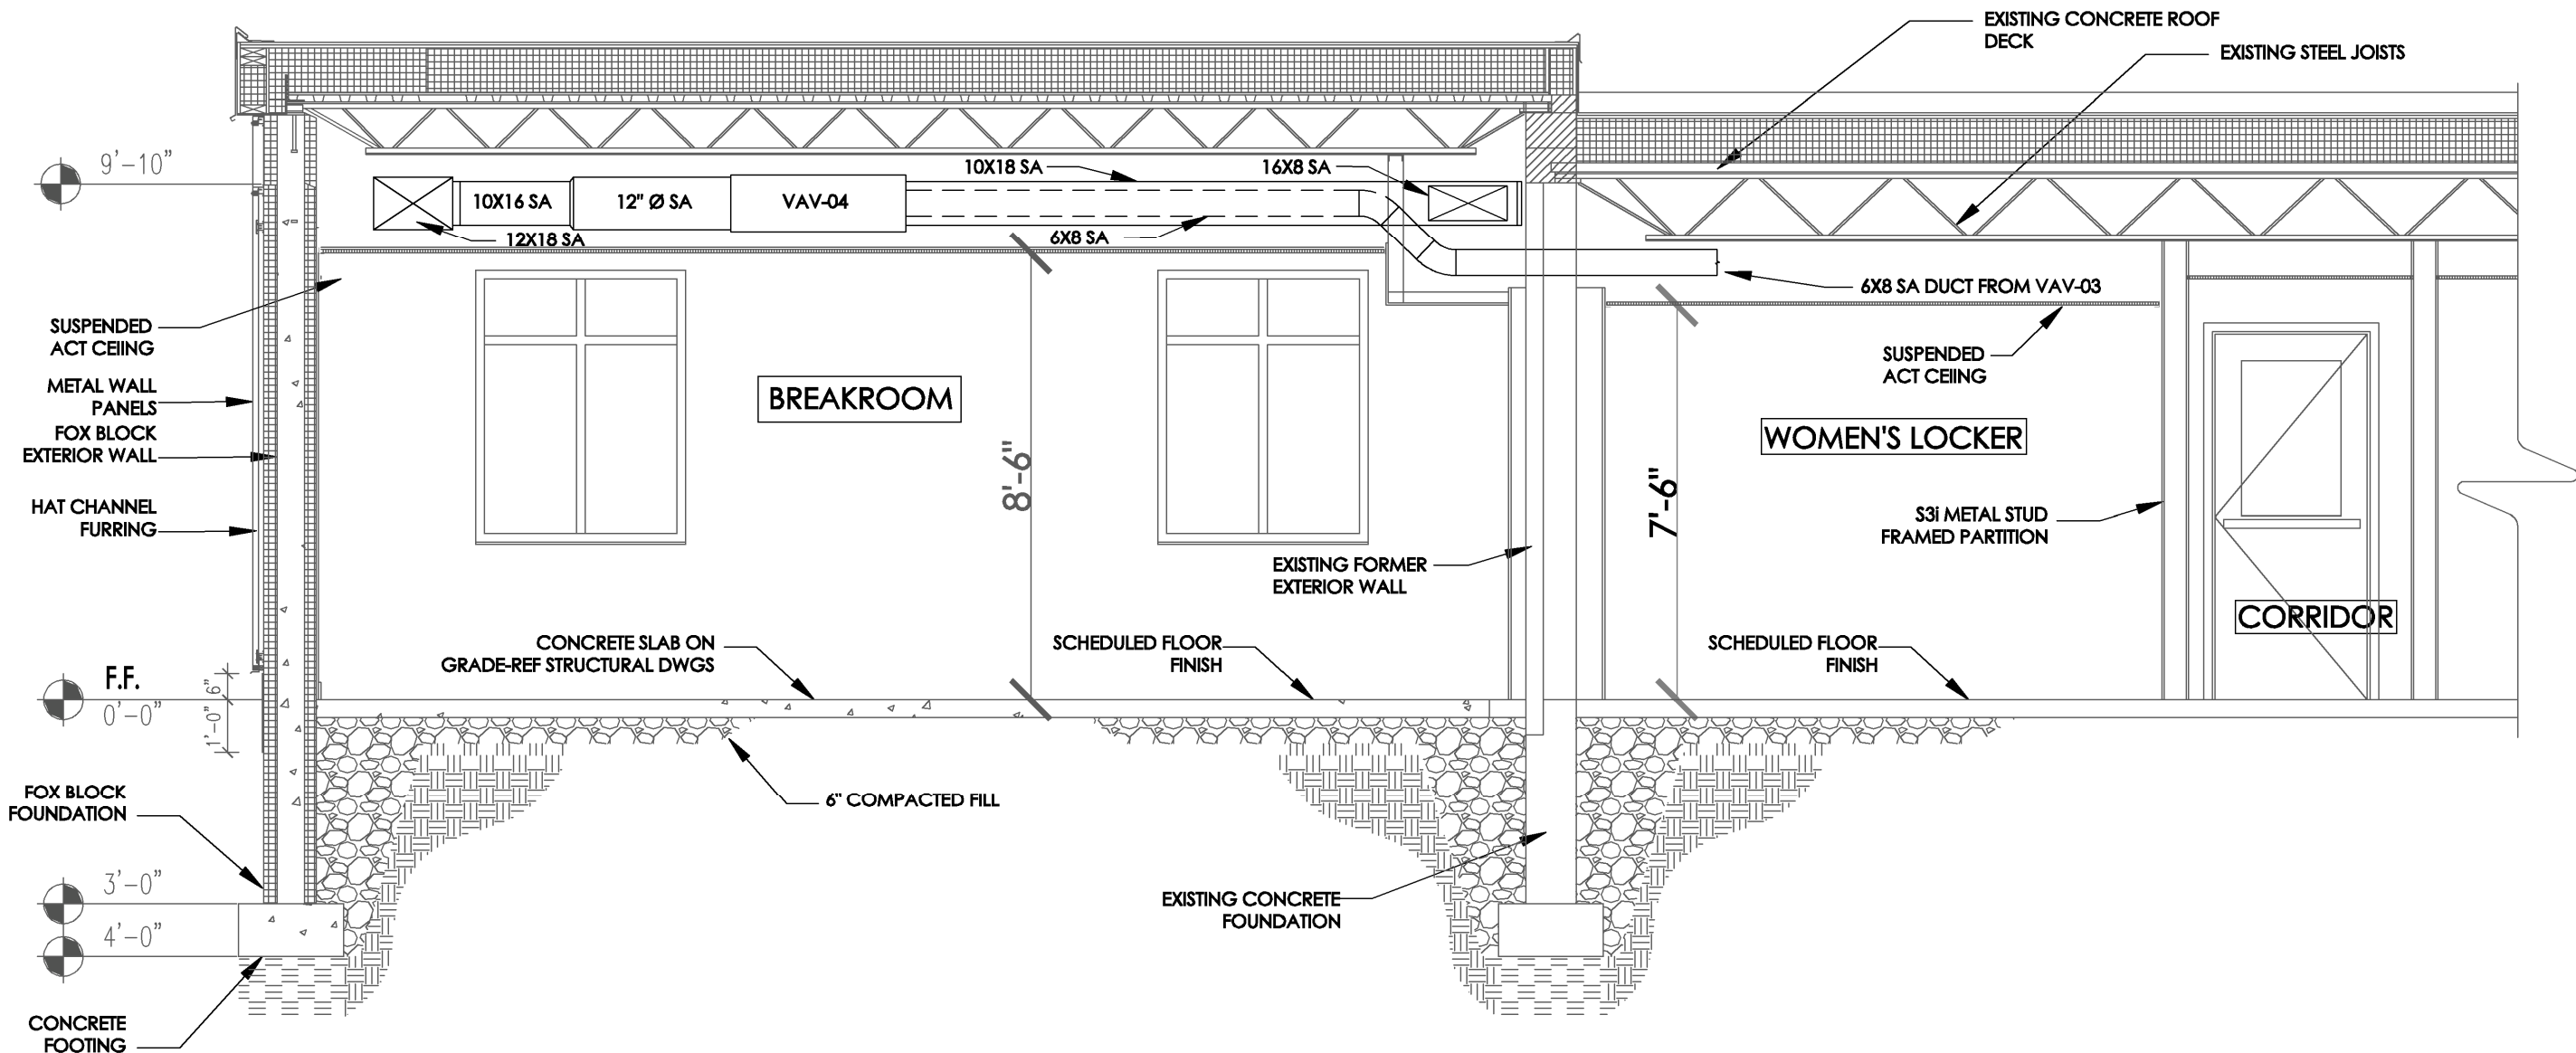 EXISTING CONCRETE ROOF
DECK
EXISTING STEEL JOISTS
9'-10"
10X18 SA
16X8 SA
10X16 SA
12" Ø SA
VAV-04
12X18 SA
6X8 SA
6X8 SA DUCT FROM VAV-03
SUSPENDED
ACT CEIING
SUSPENDED
ACT CEIING
METAL WALL
PANELS
BREAKROOM
FOX BLOCK
EXTERIOR WALL
WOMEN'S LOCKER
8'-6"
7'-6"
HAT CHANNEL
FURRING
S3i METAL STUD
FRAMED PARTITION
EXISTING FORMER
EXTERIOR WALL
CORRIDOR
CONCRETE SLAB ON
GRADE-REF STRUCTURAL DWGS
SCHEDULED FLOOR
FINISH
SCHEDULED FLOOR
FINISH
F.F.
0'-0"
6"
1'-0"
FOX BLOCK
FOUNDATION
6" COMPACTED FILL
3'-0"
EXISTING CONCRETE
FOUNDATION
4'-0"
CONCRETE
FOOTING